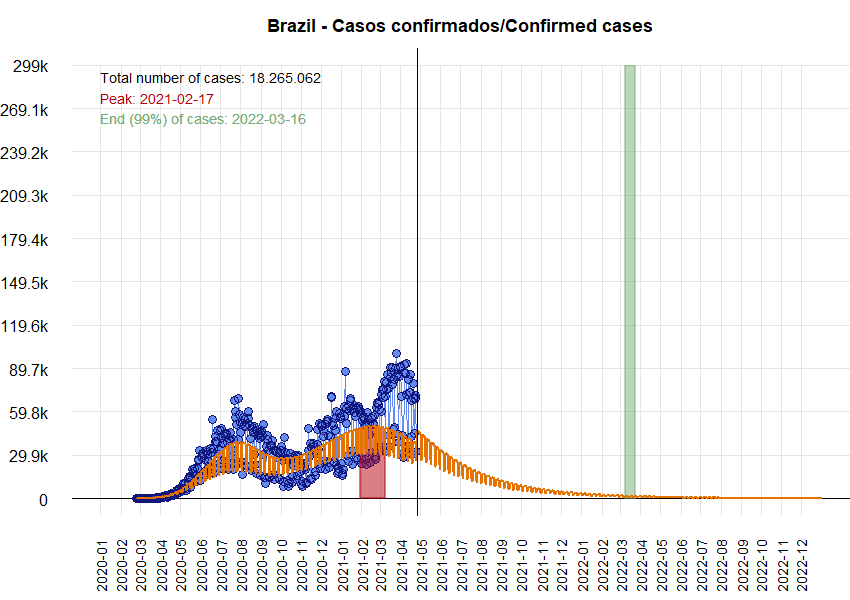 Brazil - Casos confirmados/Confirmed cases
299k
Total number of cases: 18.265.062
Peak: 2021-02-17
269.1k
End (99%) of cases: 2022-03-16
239.2k
209.3k
179.4k
149.5k
119.6k
89.7k
59.8k
29.9k
0
2020-01
2020-02
2020-03
2020-04
2020-05
2020-06
2020-07
2020-08
2020-09
2020-10
2020-11
2020-12
2021-01
2021-02
2021-03
2021-04
2021-05
2021-06
2021-07
2021-08
2021-09
2021-10
2021-11
2021-12
2022-01
2022-02
2022-03
2022-04
2022-05
2022-06
2022-07
2022-08
2022-09
2022-10
2022-11
2022-12